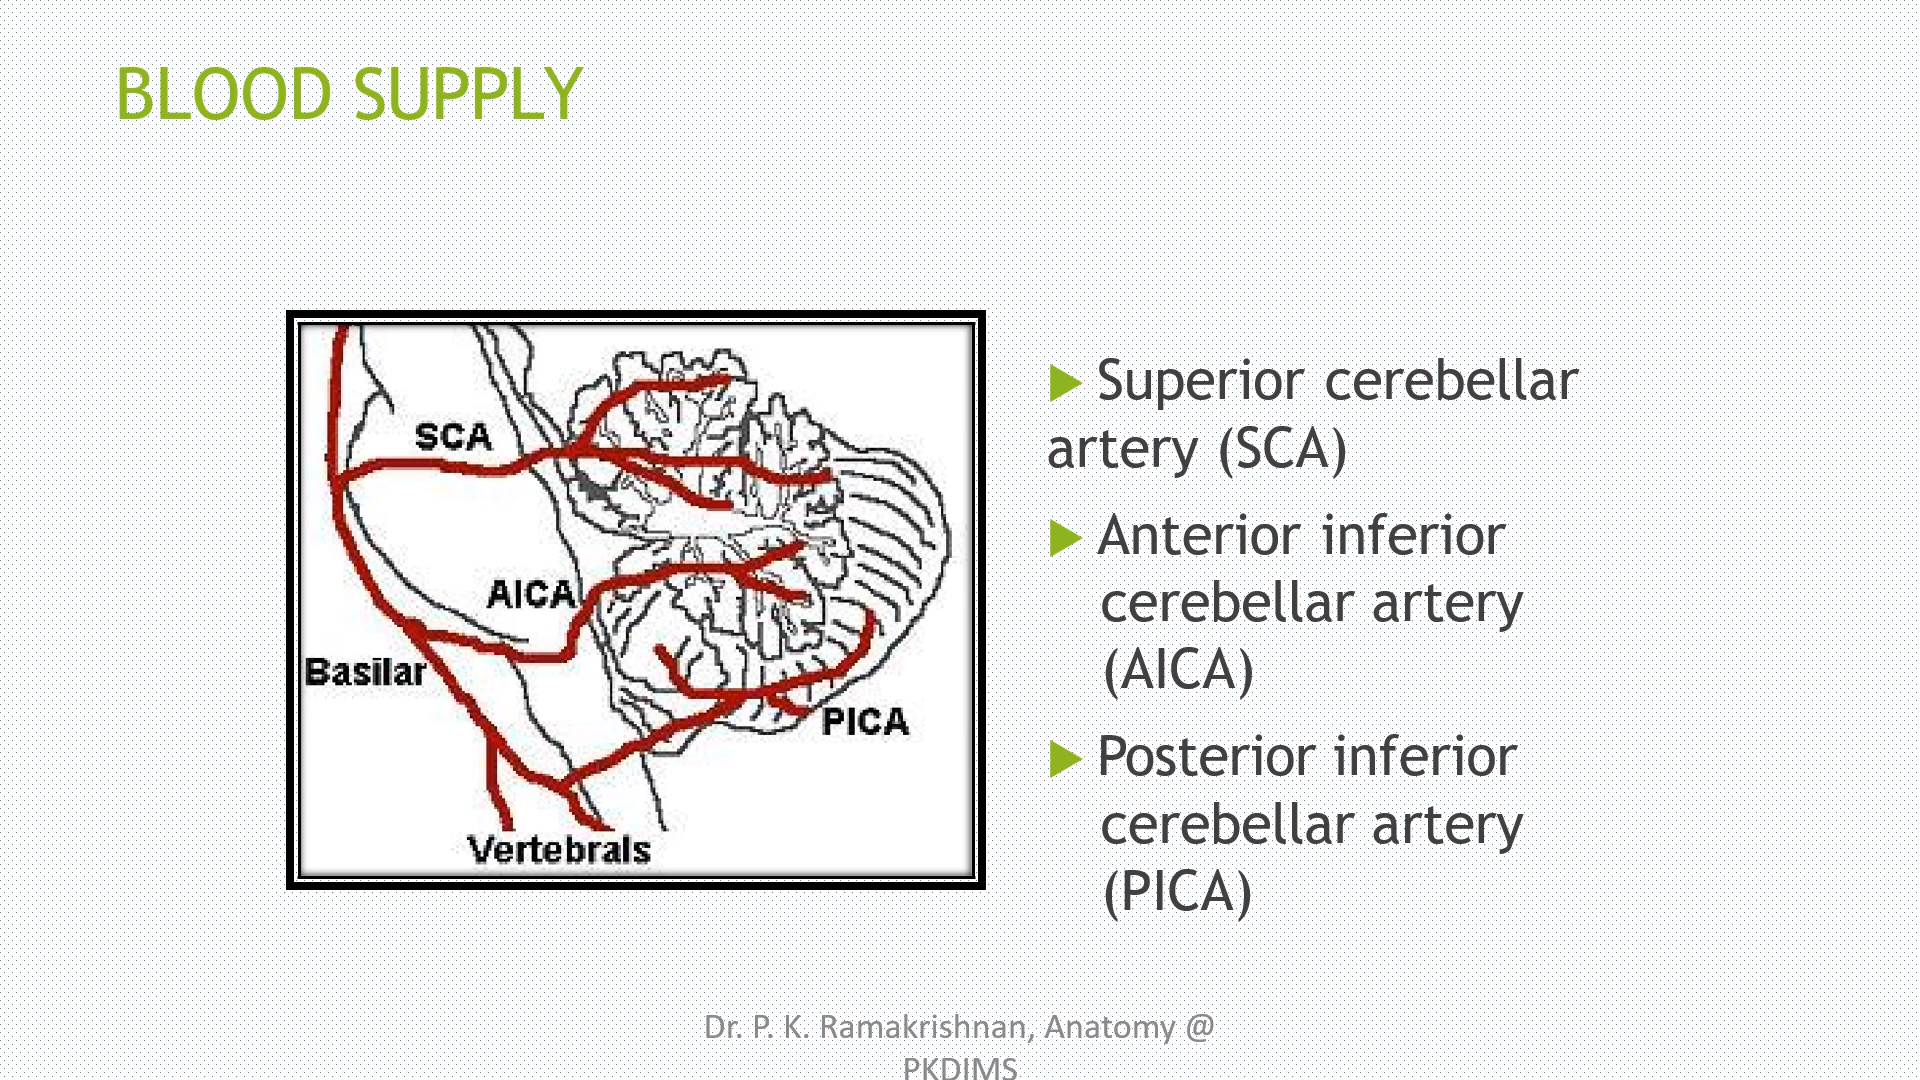 BLOOD SUPPLY
SCA
AICA
Basilar
PICA
Vertebrals
Superior cerebellar
artery (SCA)
Anterior inferior
cerebellar artery
(AICA)
Posterior inferior
cerebellar artery
(PICA)
Dr. P. K. Ramakrishnan, Anatomy @
PKDIMS